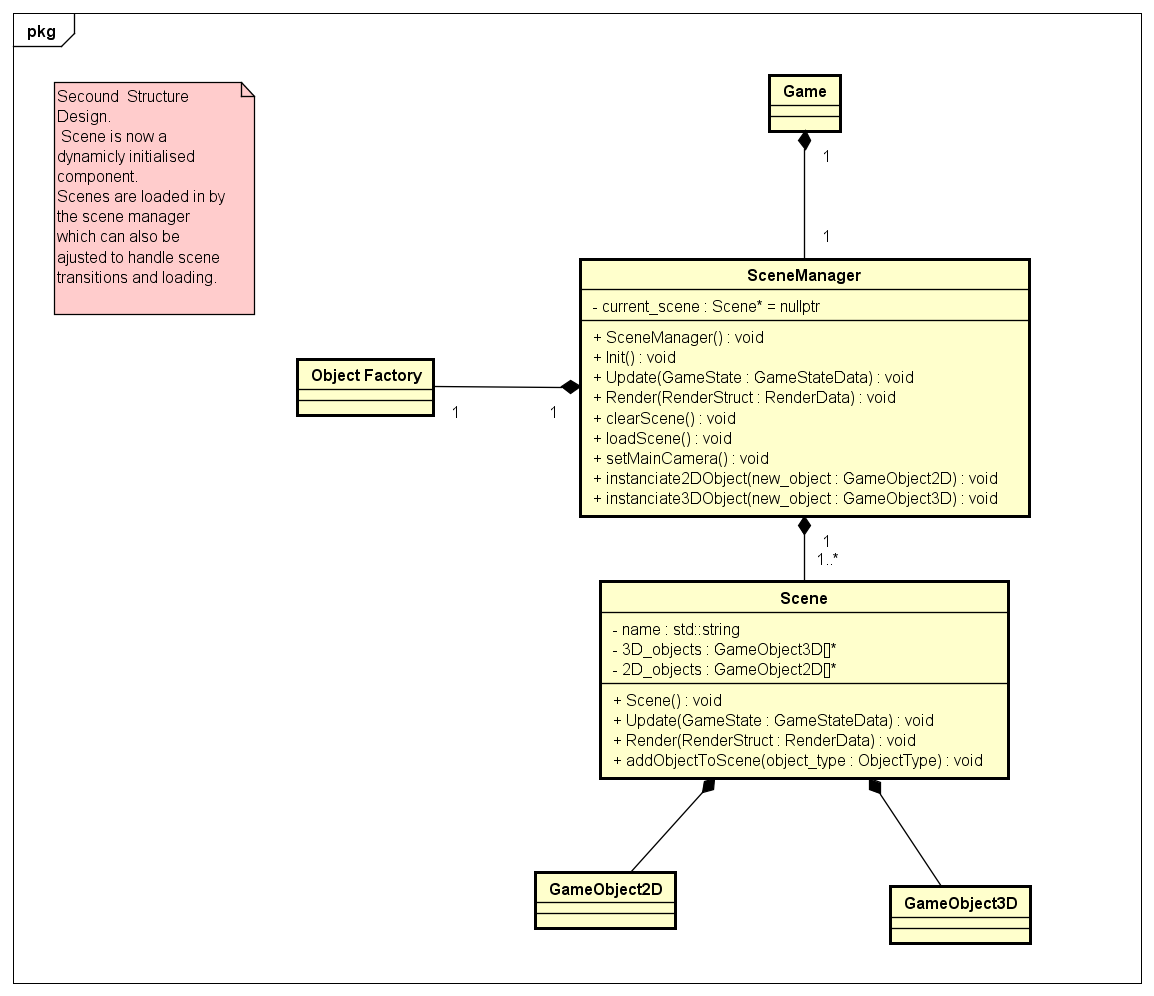 pkg
Secound  Structure
Design.
 Scene is now a
dynamicly initialised
component.
Scenes are loaded in by
the scene manager
which can also be
ajusted to handle scene
transitions and loading.
Game
1
1
SceneManager
- current_scene : Scene* = nullptr
+ SceneManager() : void
+ Init() : void
+ Update(GameState : GameStateData) : void
+ Render(RenderStruct : RenderData) : void
+ clearScene() : void
+ loadScene() : void
+ setMainCamera() : void
+ instanciate2DObject(new_object : GameObject2D) : void
+ instanciate3DObject(new_object : GameObject3D) : void
Object Factory
1
1
1
1..*
Scene
- name : std::string
- 3D_objects : GameObject3D[]*
- 2D_objects : GameObject2D[]*
+ Scene() : void
+ Update(GameState : GameStateData) : void
+ Render(RenderStruct : RenderData) : void
+ addObjectToScene(object_type : ObjectType) : void
GameObject2D
GameObject3D